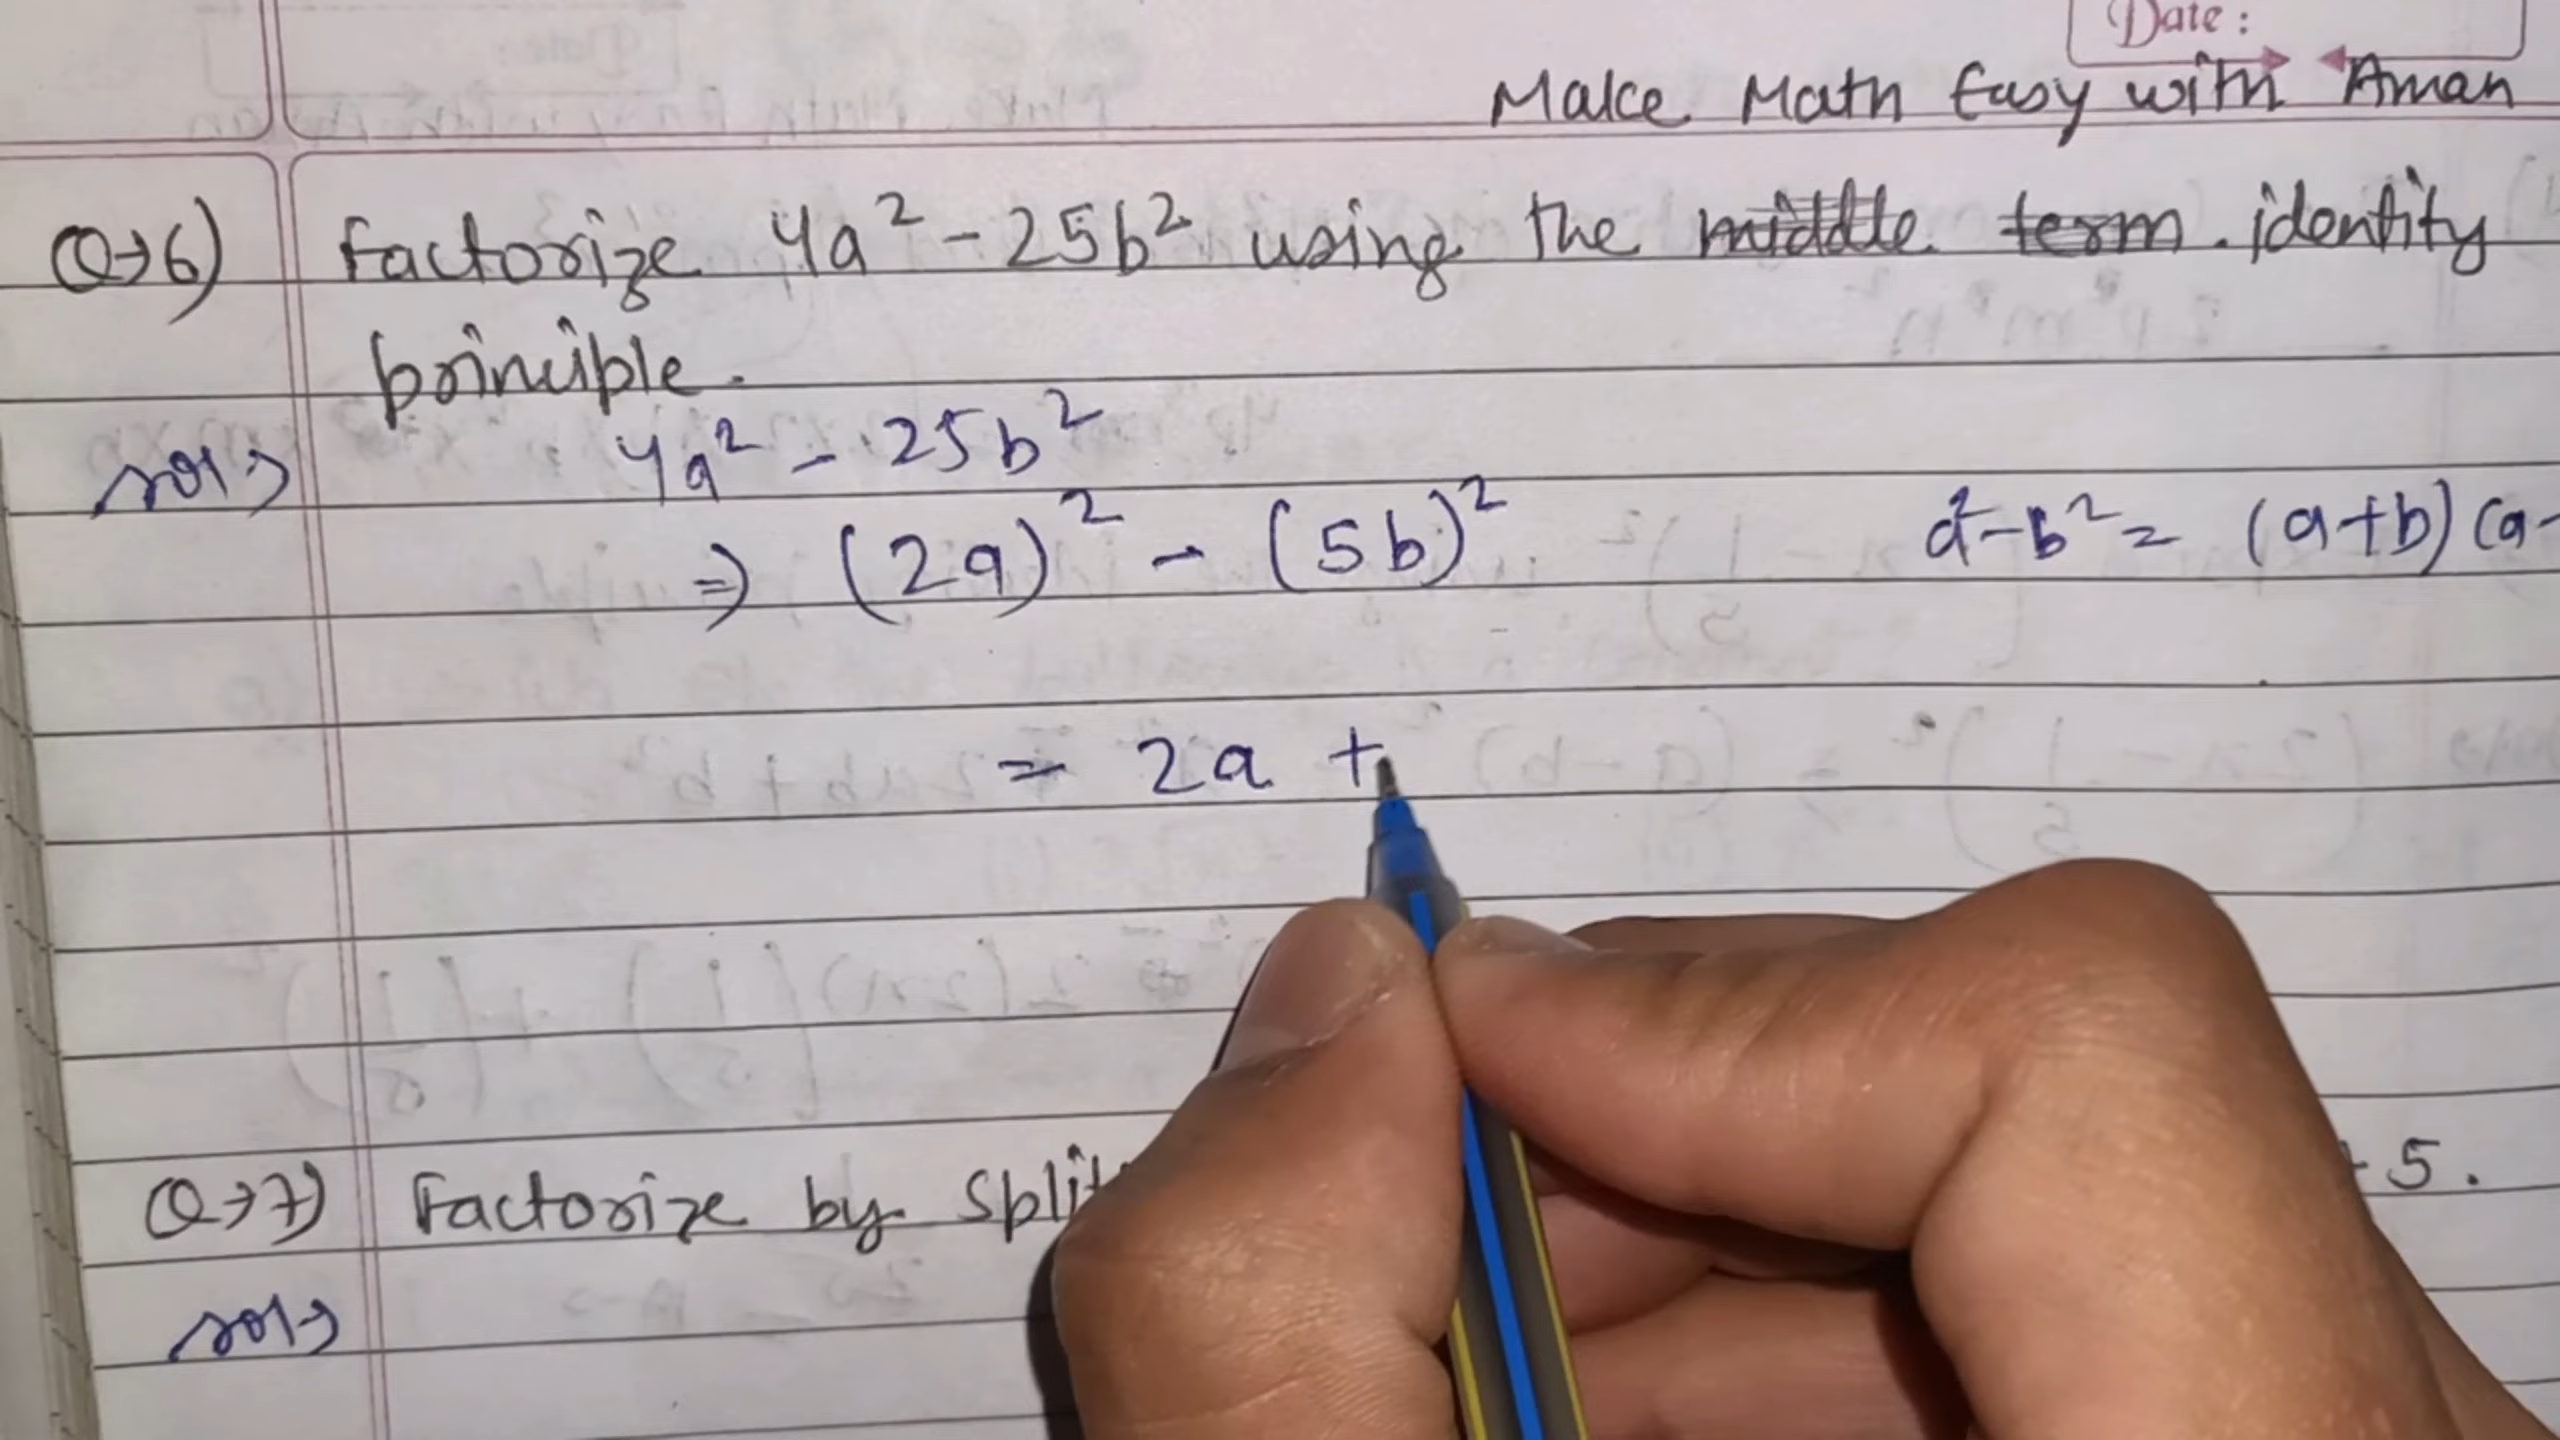 Date :
Make Math Easy with Aman
Q→6) Factorize 4a² - 25b² using the middle term. identity
principle.
sol→ 4a² - 25b²
⇒ (2a)² - (5b)² a²-b² = (a+b) (a-
= 2a +
Q→7) Factorize by Split 5.
sol→